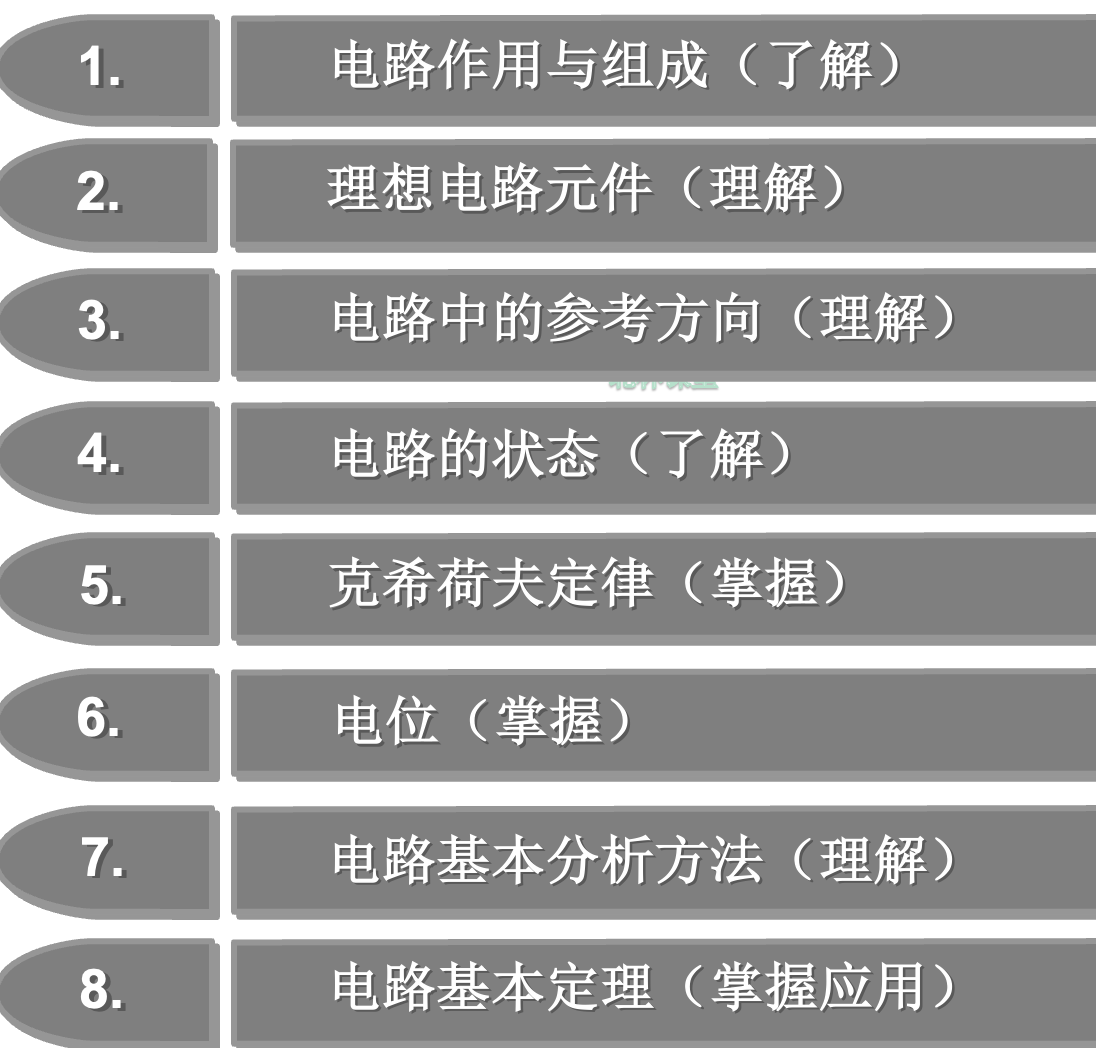 1. 电路作用与组成（了解）
2. 理想电路元件（理解）
3. 电路中的参考方向（理解）
4. 电路的状态（了解）
5. 克希荷夫定律（掌握）
6. 电位（掌握）
7. 电路基本分析方法（理解）
8. 电路基本定理（掌握应用）